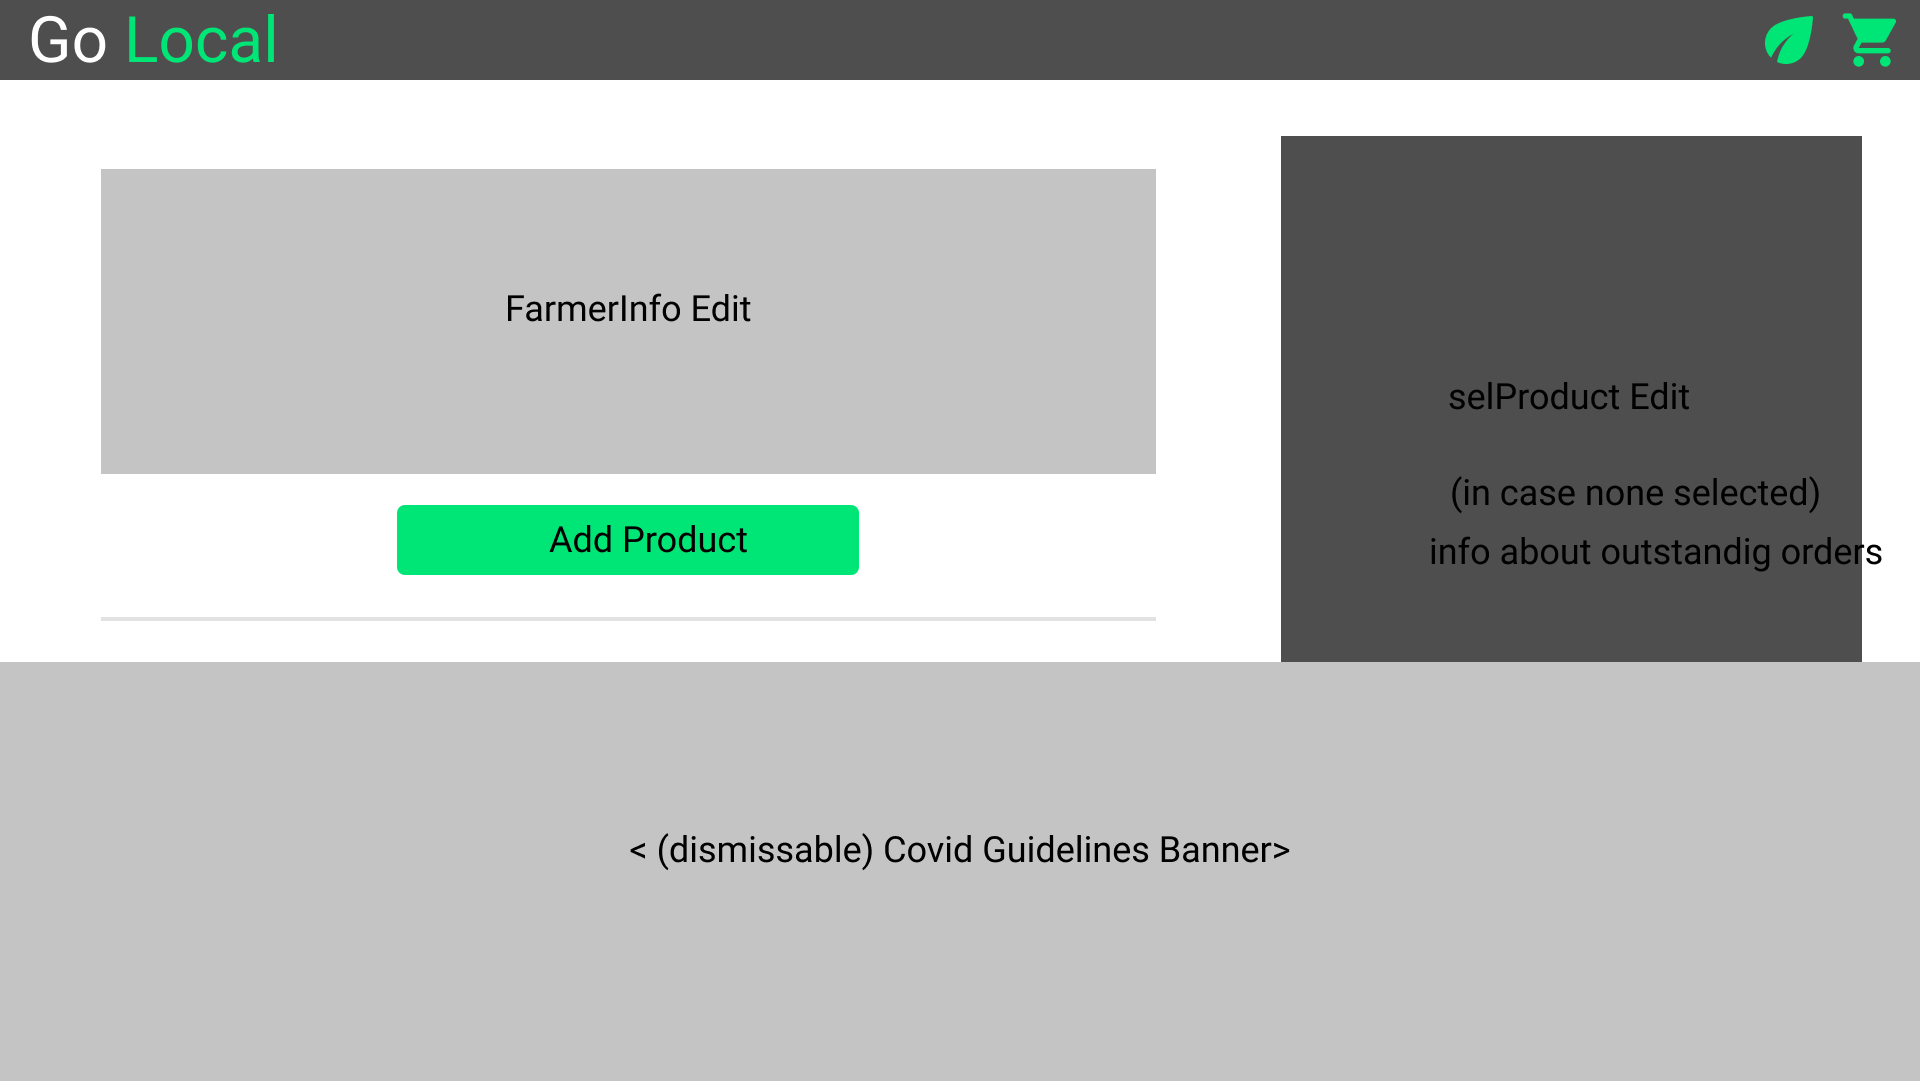 Go Local
FarmerInfo Edit
Add Product
selProduct Edit
(in case none selected)
info about outstandig orders
< (dismissable) Covid Guidelines Banner>